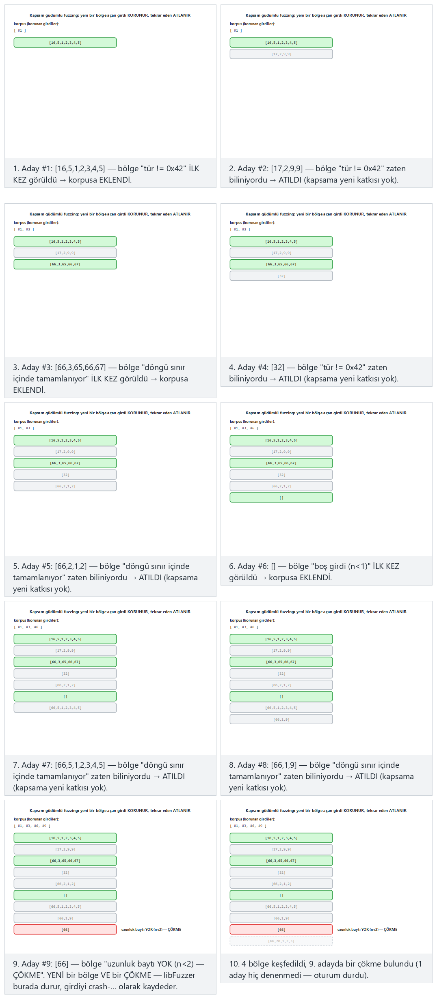 Kapsam güdümlü fuzzing: yeni bir bölge açan girdi KORUNUR, tekrar eden ATLANIR
korpus (korunan girdiler):
[ #1 ]
[16,5,1,2,3,4,5]
1. Aday #1: [16,5,1,2,3,4,5] — bölge "tür != 0x42" İLK
KEZ görüldü → korpusa EKLENDİ.
Kapsam güdümlü fuzzing: yeni bir bölge açan girdi KORUNUR, tekrar eden ATLANIR
korpus (korunan girdiler):
[ #1 ]
[16,5,1,2,3,4,5]
[17,2,9,9]
2. Aday #2: [17,2,9,9] — bölge "tür != 0x42" zaten
biliniyordu → ATILDI (kapsama yeni katkısı yok).
Kapsam güdümlü fuzzing: yeni bir bölge açan girdi KORUNUR, tekrar eden ATLANIR
korpus (korunan girdiler):
[ #1, #3 ]
[16,5,1,2,3,4,5]
[17,2,9,9]
[66,3,65,66,67]
3. Aday #3: [66,3,65,66,67] — bölge "döngü sınır
içinde tamamlanıyor" İLK KEZ görüldü → korpusa
EKLENDİ.
Kapsam güdümlü fuzzing: yeni bir bölge açan girdi KORUNUR, tekrar eden ATLANIR
korpus (korunan girdiler):
[ #1, #3 ]
[16,5,1,2,3,4,5]
[17,2,9,9]
[66,3,65,66,67]
[32]
4. Aday #4: [32] — bölge "tür != 0x42" zaten
biliniyordu → ATILDI (kapsama yeni katkısı yok).
Kapsam güdümlü fuzzing: yeni bir bölge açan girdi KORUNUR, tekrar eden ATLANIR
korpus (korunan girdiler):
[ #1, #3 ]
[16,5,1,2,3,4,5]
[17,2,9,9]
[66,3,65,66,67]
[32]
[66,2,1,2]
5. Aday #5: [66,2,1,2] — bölge "döngü sınır içinde
tamamlanıyor" zaten biliniyordu → ATILDI (kapsama
yeni katkısı yok).
Kapsam güdümlü fuzzing: yeni bir bölge açan girdi KORUNUR, tekrar eden ATLANIR
korpus (korunan girdiler):
[ #1, #3, #6 ]
[16,5,1,2,3,4,5]
[17,2,9,9]
[66,3,65,66,67]
[32]
[66,2,1,2]
[]
6. Aday #6: [] — bölge "boş girdi (n<1)" İLK KEZ
görüldü → korpusa EKLENDİ.
Kapsam güdümlü fuzzing: yeni bir bölge açan girdi KORUNUR, tekrar eden ATLANIR
korpus (korunan girdiler):
[ #1, #3, #6 ]
[16,5,1,2,3,4,5]
[17,2,9,9]
[66,3,65,66,67]
[32]
[66,2,1,2]
[]
[66,5,1,2,3,4,5]
7. Aday #7: [66,5,1,2,3,4,5] — bölge "döngü sınır
içinde tamamlanıyor" zaten biliniyordu → ATILDI
(kapsama yeni katkısı yok).
Kapsam güdümlü fuzzing: yeni bir bölge açan girdi KORUNUR, tekrar eden ATLANIR
korpus (korunan girdiler):
[ #1, #3, #6 ]
[16,5,1,2,3,4,5]
[17,2,9,9]
[66,3,65,66,67]
[32]
[66,2,1,2]
[]
[66,5,1,2,3,4,5]
[66,1,9]
8. Aday #8: [66,1,9] — bölge "döngü sınır içinde
tamamlanıyor" zaten biliniyordu → ATILDI (kapsama
yeni katkısı yok).
Kapsam güdümlü fuzzing: yeni bir bölge açan girdi KORUNUR, tekrar eden ATLANIR
korpus (korunan girdiler):
[ #1, #3, #6, #9 ]
[16,5,1,2,3,4,5]
[17,2,9,9]
[66,3,65,66,67]
[32]
[66,2,1,2]
[]
[66,5,1,2,3,4,5]
[66,1,9]
[66] uzunluk baytı YOK (n<2) — ÇÖKME
9. Aday #9: [66] — bölge "uzunluk baytı YOK (n<2) —
ÇÖKME". YENİ bir bölge VE bir ÇÖKME — libFuzzer
burada durur, girdiyi crash-... olarak kaydeder.
Kapsam güdümlü fuzzing: yeni bir bölge açan girdi KORUNUR, tekrar eden ATLANIR
korpus (korunan girdiler):
[ #1, #3, #6, #9 ]
[16,5,1,2,3,4,5]
[17,2,9,9]
[66,3,65,66,67]
[32]
[66,2,1,2]
[]
[66,5,1,2,3,4,5]
[66,1,9]
[66] uzunluk baytı YOK (n<2) — ÇÖKME
[66,20,1,2,3]
10. 4 bölge keşfedildi, 9. adayda bir çökme bulundu (1
aday hiç denenmedi — oturum durdu).